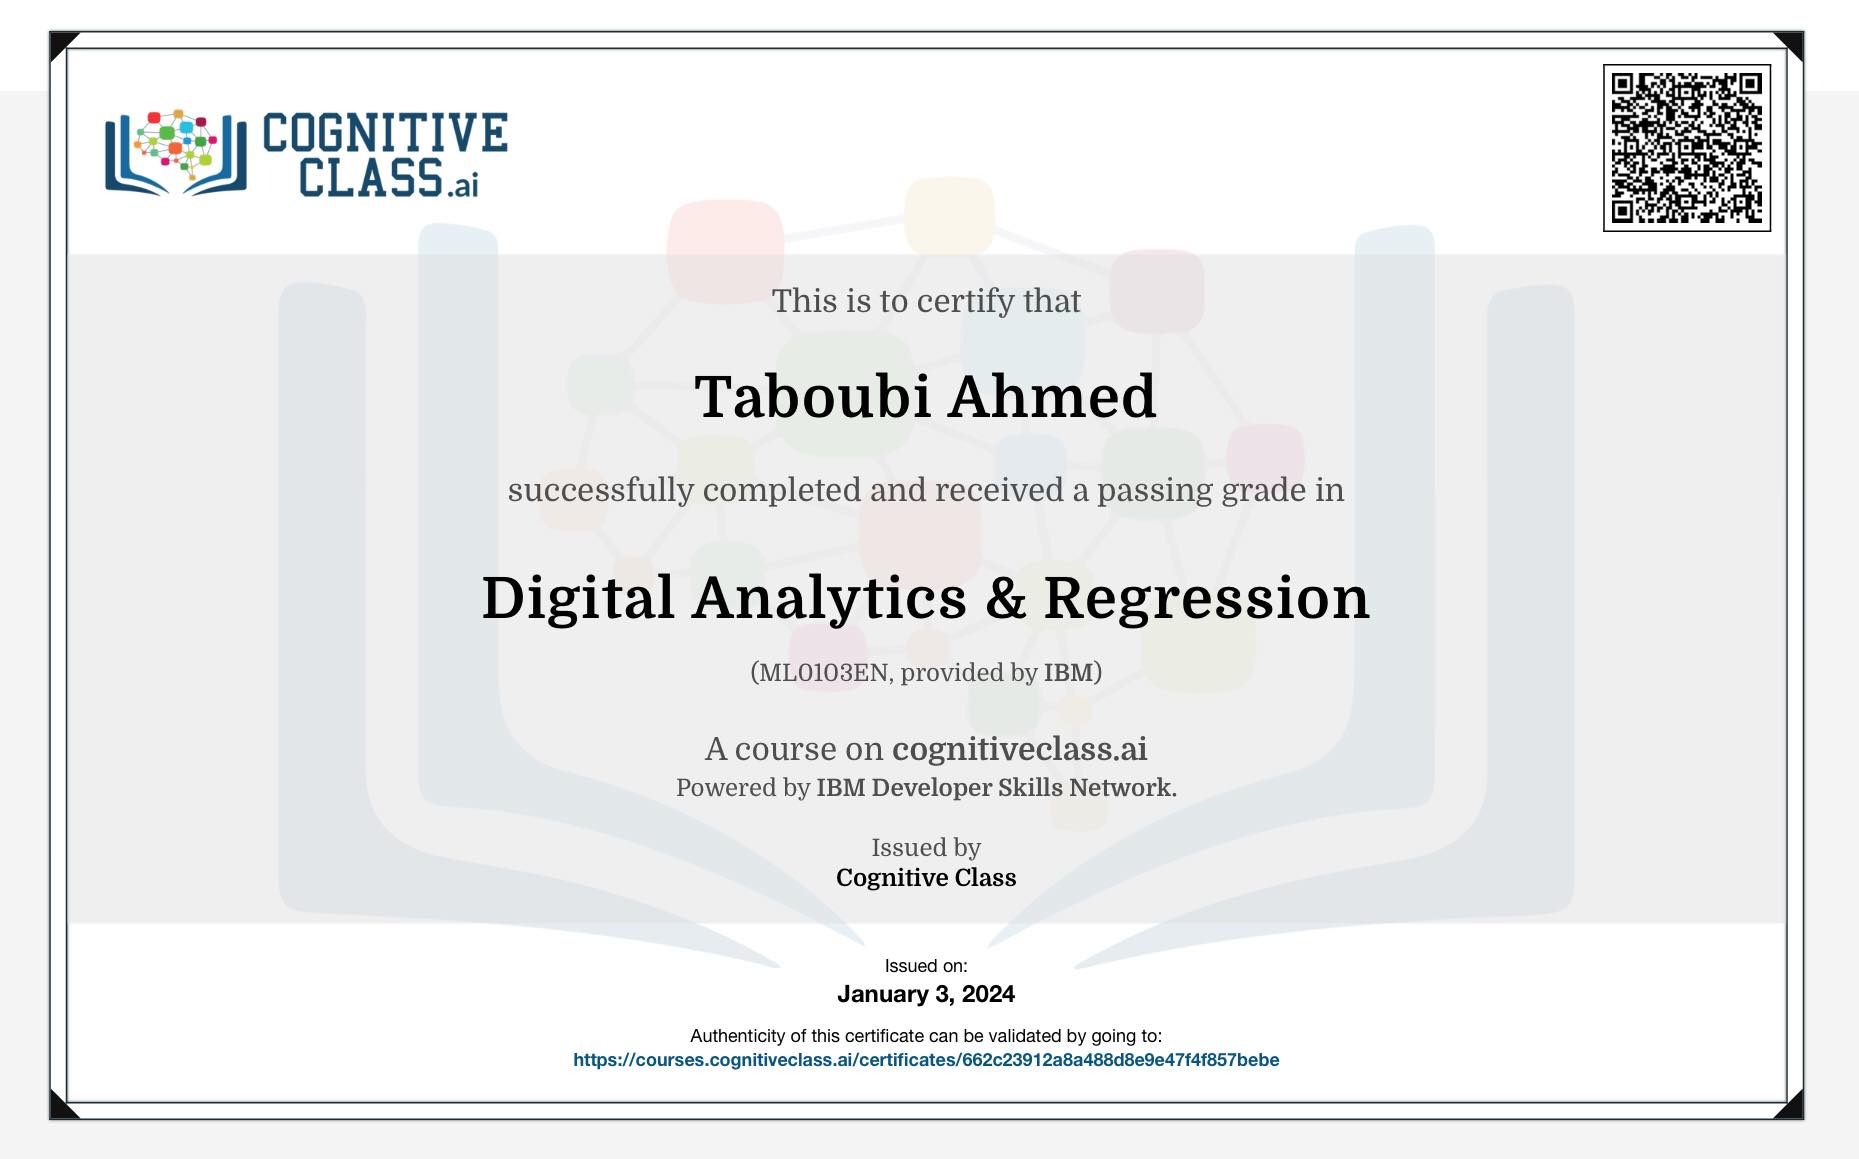 COGNITIVE
CLASS.ai
This is to certify that
Taboubi Ahmed
successfully completed and received a passing grade in
Digital Analytics & Regression
(ML0103EN, provided by IBM)
A course on cognitiveclass.ai
Powered by IBM Developer Skills Network.
Issued by
Cognitive Class
Issued on:
January 3, 2024
Authenticity of this certificate can be validated by going to:
https://courses.cognitiveclass.ai/certificates/662c23912a8a488d8e9e47f4f857bebe